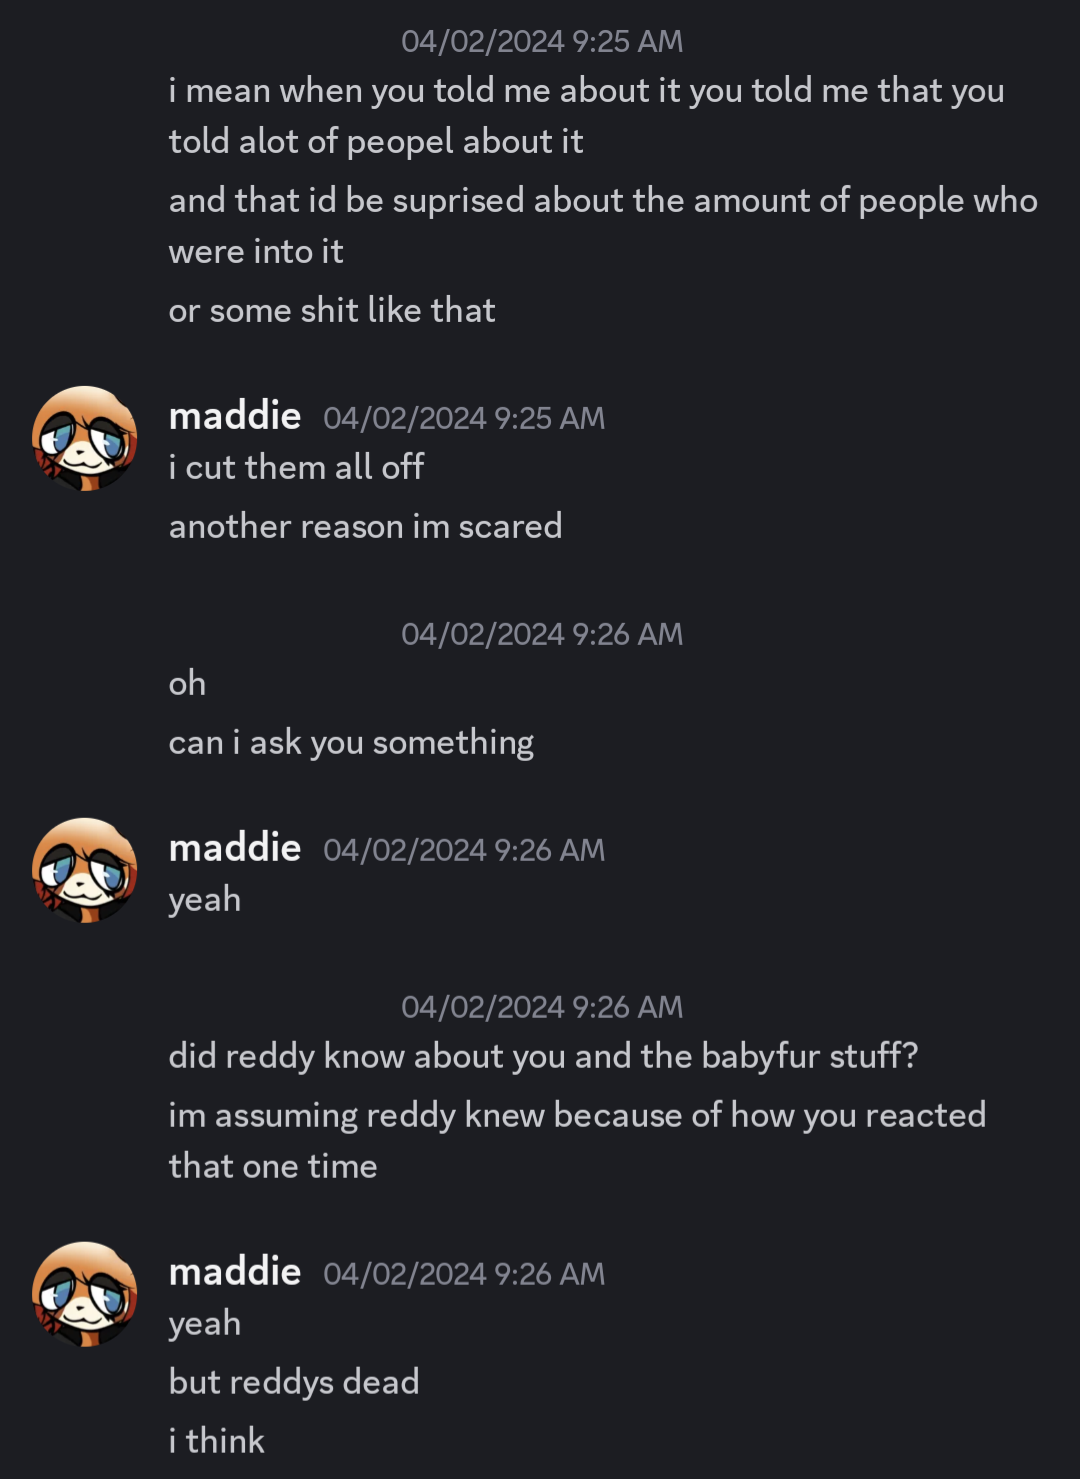 04/02/2024 9:25 AM
i mean when you told me about it you told me that you
told alot of peopel about it
and that id be suprised about the amount of people who
were into it
or some shit like that
maddie 04/02/2024 9:25 AM
i cut them all off
another reason im scared
04/02/2024 9:26 AM
oh
can i ask you something
maddie 04/02/2024 9:26 AM
yeah
04/02/2024 9:26 AM
did reddy know about you and the babyfur stuff?
im assuming reddy knew because of how you reacted
that one time
maddie 04/02/2024 9:26 AM
yeah
but reddys dead
i think